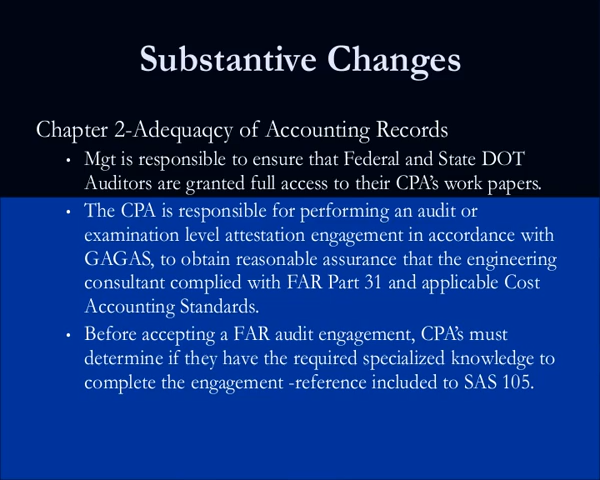 Substantive Changes
Chapter 2-Adequaqcy of Accounting Records
• Mgt is responsible to ensure that Federal and State DOT
Auditors are granted full access to their CPA's work papers.
• The CPA is responsible for performing an audit or
examination level attestation engagement in accordance with
GAGAS, to obtain reasonable assurance that the engineering
consultant complied with FAR Part 31 and applicable Cost
Accounting Standards.
• Before accepting a FAR audit engagement, CPA's must
determine if they have the required specialized knowledge to
complete the engagement -reference included to SAS 105.